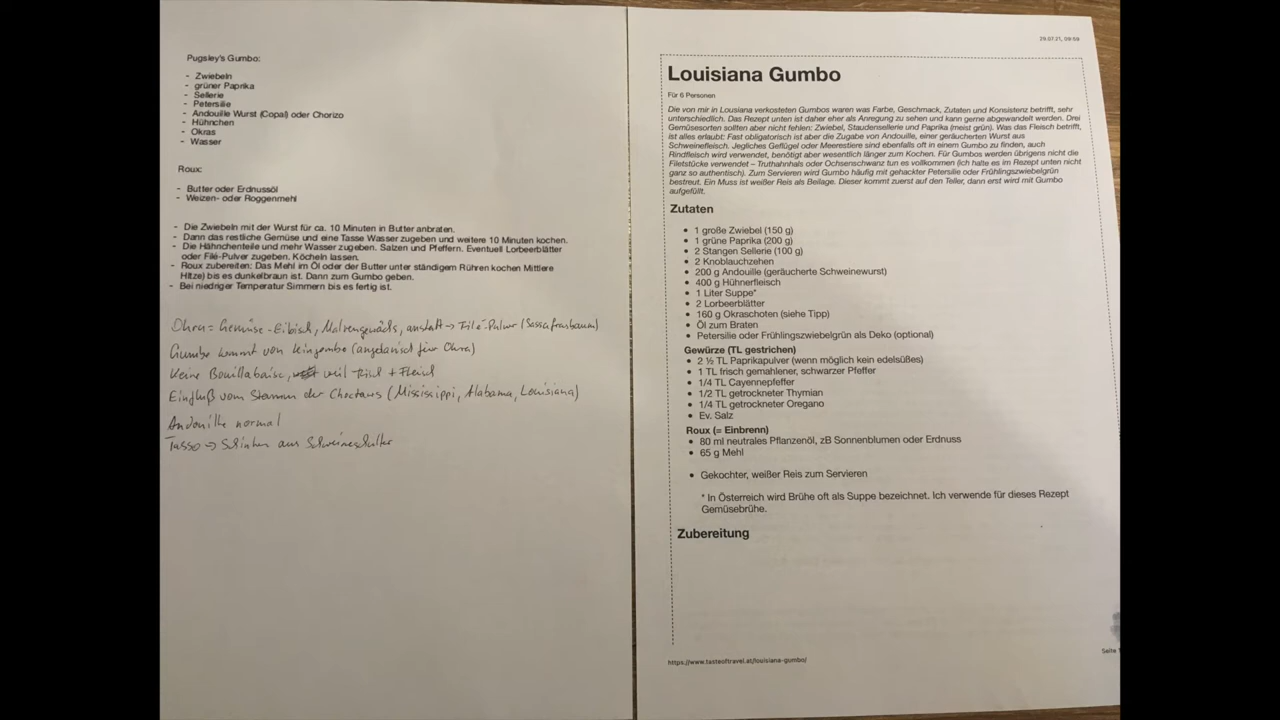 Pugsley's Gumbo:
- Zwiebeln
- grüner Paprika
- Sellerie
- Petersilie
- Andouille Wurst (Copal) oder Chorizo
- Hühnchen
- Okras
- Wasser
Roux:
- Butter oder Erdnussöl
- Weizen- oder Roggenmehl
- Die Zwiebeln mit der Wurst für ca. 10 Minuten in Butter anbraten.
- Dann das restliche Gemüse und eine Tasse Wasser zugeben und weitere 10 Minuten kochen.
- Die Hähnchenteile und mehr Wasser zugeben. Salzen und Pfeffern. Eventuell Lorbeerblätter
oder Filé-Pulver zugeben. Köcheln lassen.
- Roux zubereiten: Das Mehl im Öl oder der Butter unter ständigem Rühren kochen Mittlere
Hitze) bis es dunkelbraun ist. Dann zum Gumbo geben.
- Bei niedriger Temperatur Simmern bis es fertig ist.
Okra = Gemüse-Eibisch, Malvengewächs, anstatt → Filé-Pulver (Sassafrasbaum)
Gumbo kommt von Kingombo (angolanisch für Okra)
Keine Bouillabaise, weil Fisch + Fleisch
Einfluß vom Stamm der Choctaws (Mississippi, Alabama, Louisiana)
Andouille normal
Tasso → Schinken aus Schweineschulter
29.07.21, 09:58
Louisiana Gumbo
Für 6 Personen
Die von mir in Lousiana verkosteten Gumbos waren was Farbe, Geschmack, Zutaten und Konsistenz betrifft, sehr
unterschiedlich. Das Rezept unten ist daher eher als Anregung zu sehen und kann gerne abgewandelt werden. Drei
Gemüsesorten sollten aber nicht fehlen: Zwiebel, Staudensellerie und Paprika (meist grün). Was das Fleisch betrifft,
ist alles erlaubt: Fast obligatorisch ist aber die Zugabe von Andouille, einer geräucherten Wurst aus
Schweinefleisch. Jegliches Geflügel oder Meerestiere sind ebenfalls oft in einem Gumbo zu finden, auch
Rindfleisch wird verwendet, benötigt aber wesentlich länger zum Kochen. Für Gumbos werden übrigens nicht die
Filetstücke verwendet – Truthahnhals oder Ochsenschwanz tun es vollkommen (ich halte es im Rezept unten nicht
ganz so authentisch). Zum Servieren wird Gumbo häufig mit gehackter Petersilie oder Frühlingszwiebelgrün
bestreut. Ein Muss ist weißer Reis als Beilage. Dieser kommt zuerst auf den Teller, dann erst wird mit Gumbo
aufgefüllt.
Zutaten
• 1 große Zwiebel (150 g)
• 1 grüne Paprika (200 g)
• 2 Stangen Sellerie (100 g)
• 2 Knoblauchzehen
• 200 g Andouille (geräucherte Schweinewurst)
• 400 g Hühnerfleisch
• 1 Liter Suppe*
• 2 Lorbeerblätter
• 160 g Okraschoten (siehe Tipp)
• Öl zum Braten
• Petersilie oder Frühlingszwiebelgrün als Deko (optional)
Gewürze (TL gestrichen)
• 2 ½ TL Paprikapulver (wenn möglich kein edelsüßes)
• 1 TL frisch gemahlener, schwarzer Pfeffer
• 1/4 TL Cayennepfeffer
• 1/2 TL getrockneter Thymian
• 1/4 TL getrockneter Oregano
• Ev. Salz
Roux (= Einbrenn)
• 80 ml neutrales Pflanzenöl, zB Sonnenblumen oder Erdnuss
• 65 g Mehl
• Gekochter, weißer Reis zum Servieren
* In Österreich wird Brühe oft als Suppe bezeichnet. Ich verwende für dieses Rezept
Gemüsebrühe.
Zubereitung
https://www.tasteoftravel.at/louisiana-gumbo/
Seite